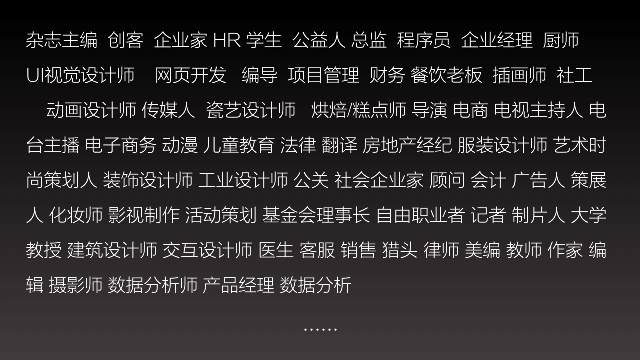 杂志主编 创客 企业家 HR 学生 公益人 总监 程序员 企业经理 厨师
UI视觉设计师 网页开发 编导 项目管理 财务 餐饮老板 插画师 社工
动画设计师 传媒人 瓷艺设计师 烘焙/糕点师 导演 电商 电视主持人 电
台主播 电子商务 动漫 儿童教育 法律 翻译 房地产经纪 服装设计师 艺术时
尚策划人 装饰设计师 工业设计师 公关 社会企业家 顾问 会计 广告人 策展
人 化妆师 影视制作 活动策划 基金会理事长 自由职业者 记者 制片人 大学
教授 建筑设计师 交互设计师 医生 客服 销售 猎头 律师 美编 教师 作家 编
辑 摄影师 数据分析师 产品经理 数据分析
······